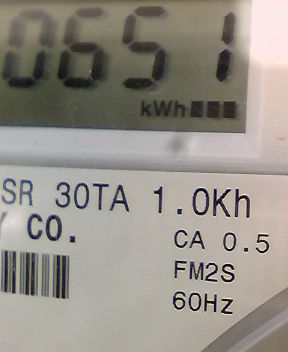 0651
kWh
SR 30TA 1.0Kh
Y CO.
CA 0.5
FM2S
60Hz